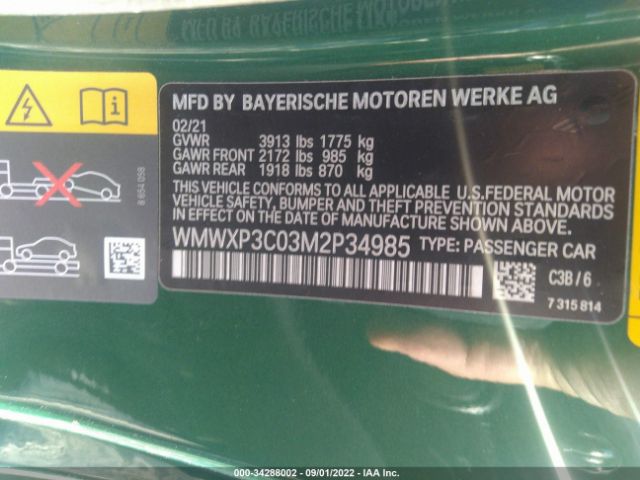 MFD BY BAYERISCHE MOTOREN WERKE AG
02/21
GVWR 3913 lbs 1775 kg
GAWR FRONT 2172 lbs 985 kg
GAWR REAR 1918 lbs 870 kg
THIS VEHICLE CONFORMS TO ALL APPLICABLE U.S.FEDERAL MOTOR
VEHICLE SAFETY, BUMPER, AND THEFT PREVENTION STANDARDS
IN EFFECT ON THE DATE OF MANUFACTURE SHOWN ABOVE.
WMWXP3C03M2P34985 TYPE: PASSENGER CAR
C3B/6
7 315 814
8 654 058
000-34288002 - 09/01/2022 - IAA Inc.